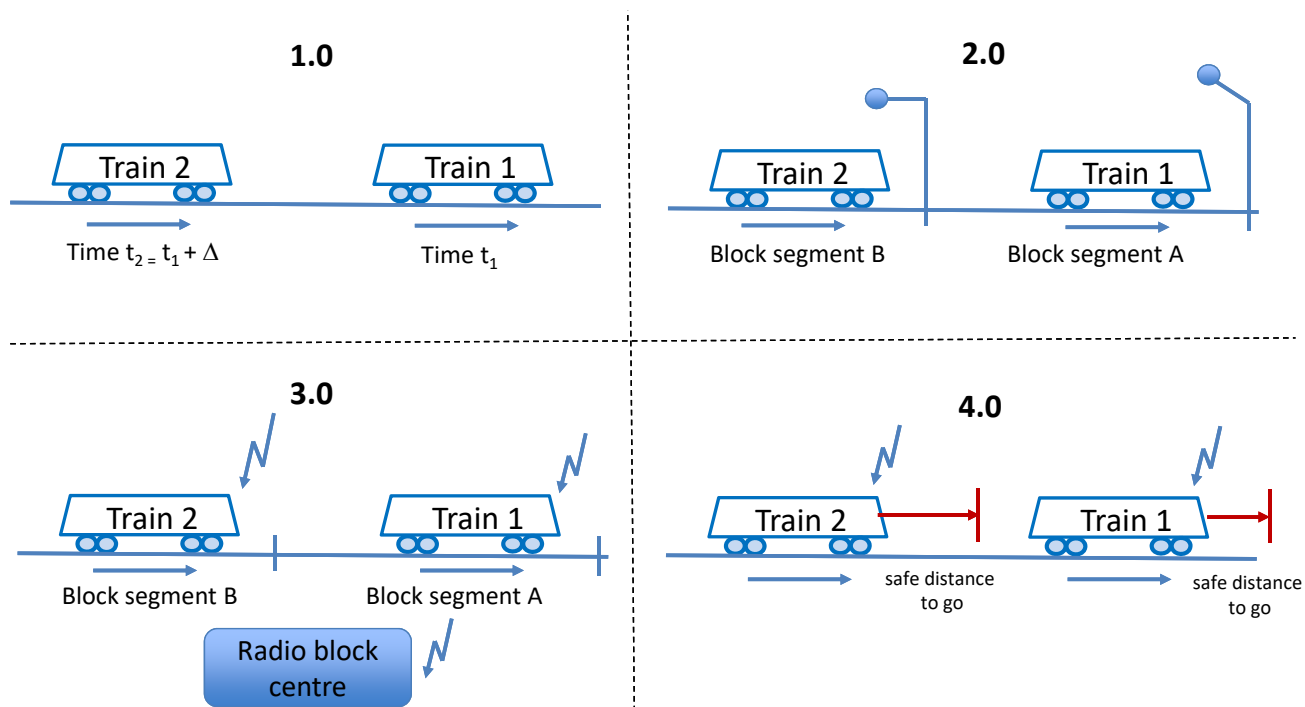 1.0
Train 2
Train 1
Time t₂ = t₁ + Δ
Time t₁
2.0
Train 2
Train 1
Block segment B
Block segment A
3.0
Train 2
Train 1
Block segment B
Block segment A
Radio block
centre
4.0
Train 2
Train 1
safe distance
to go
safe distance
to go